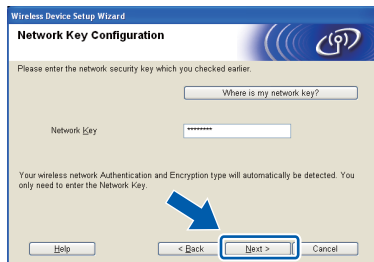 Wireless Device Setup Wizard
Network Key Configuration
Please enter the network security key which you checked earlier.
Where is my network key?
Network Key
********
Your wireless network Authentication and Encryption type will automatically be detected. You
only need to enter the Network Key.
Help
< Back
Next >
Cancel